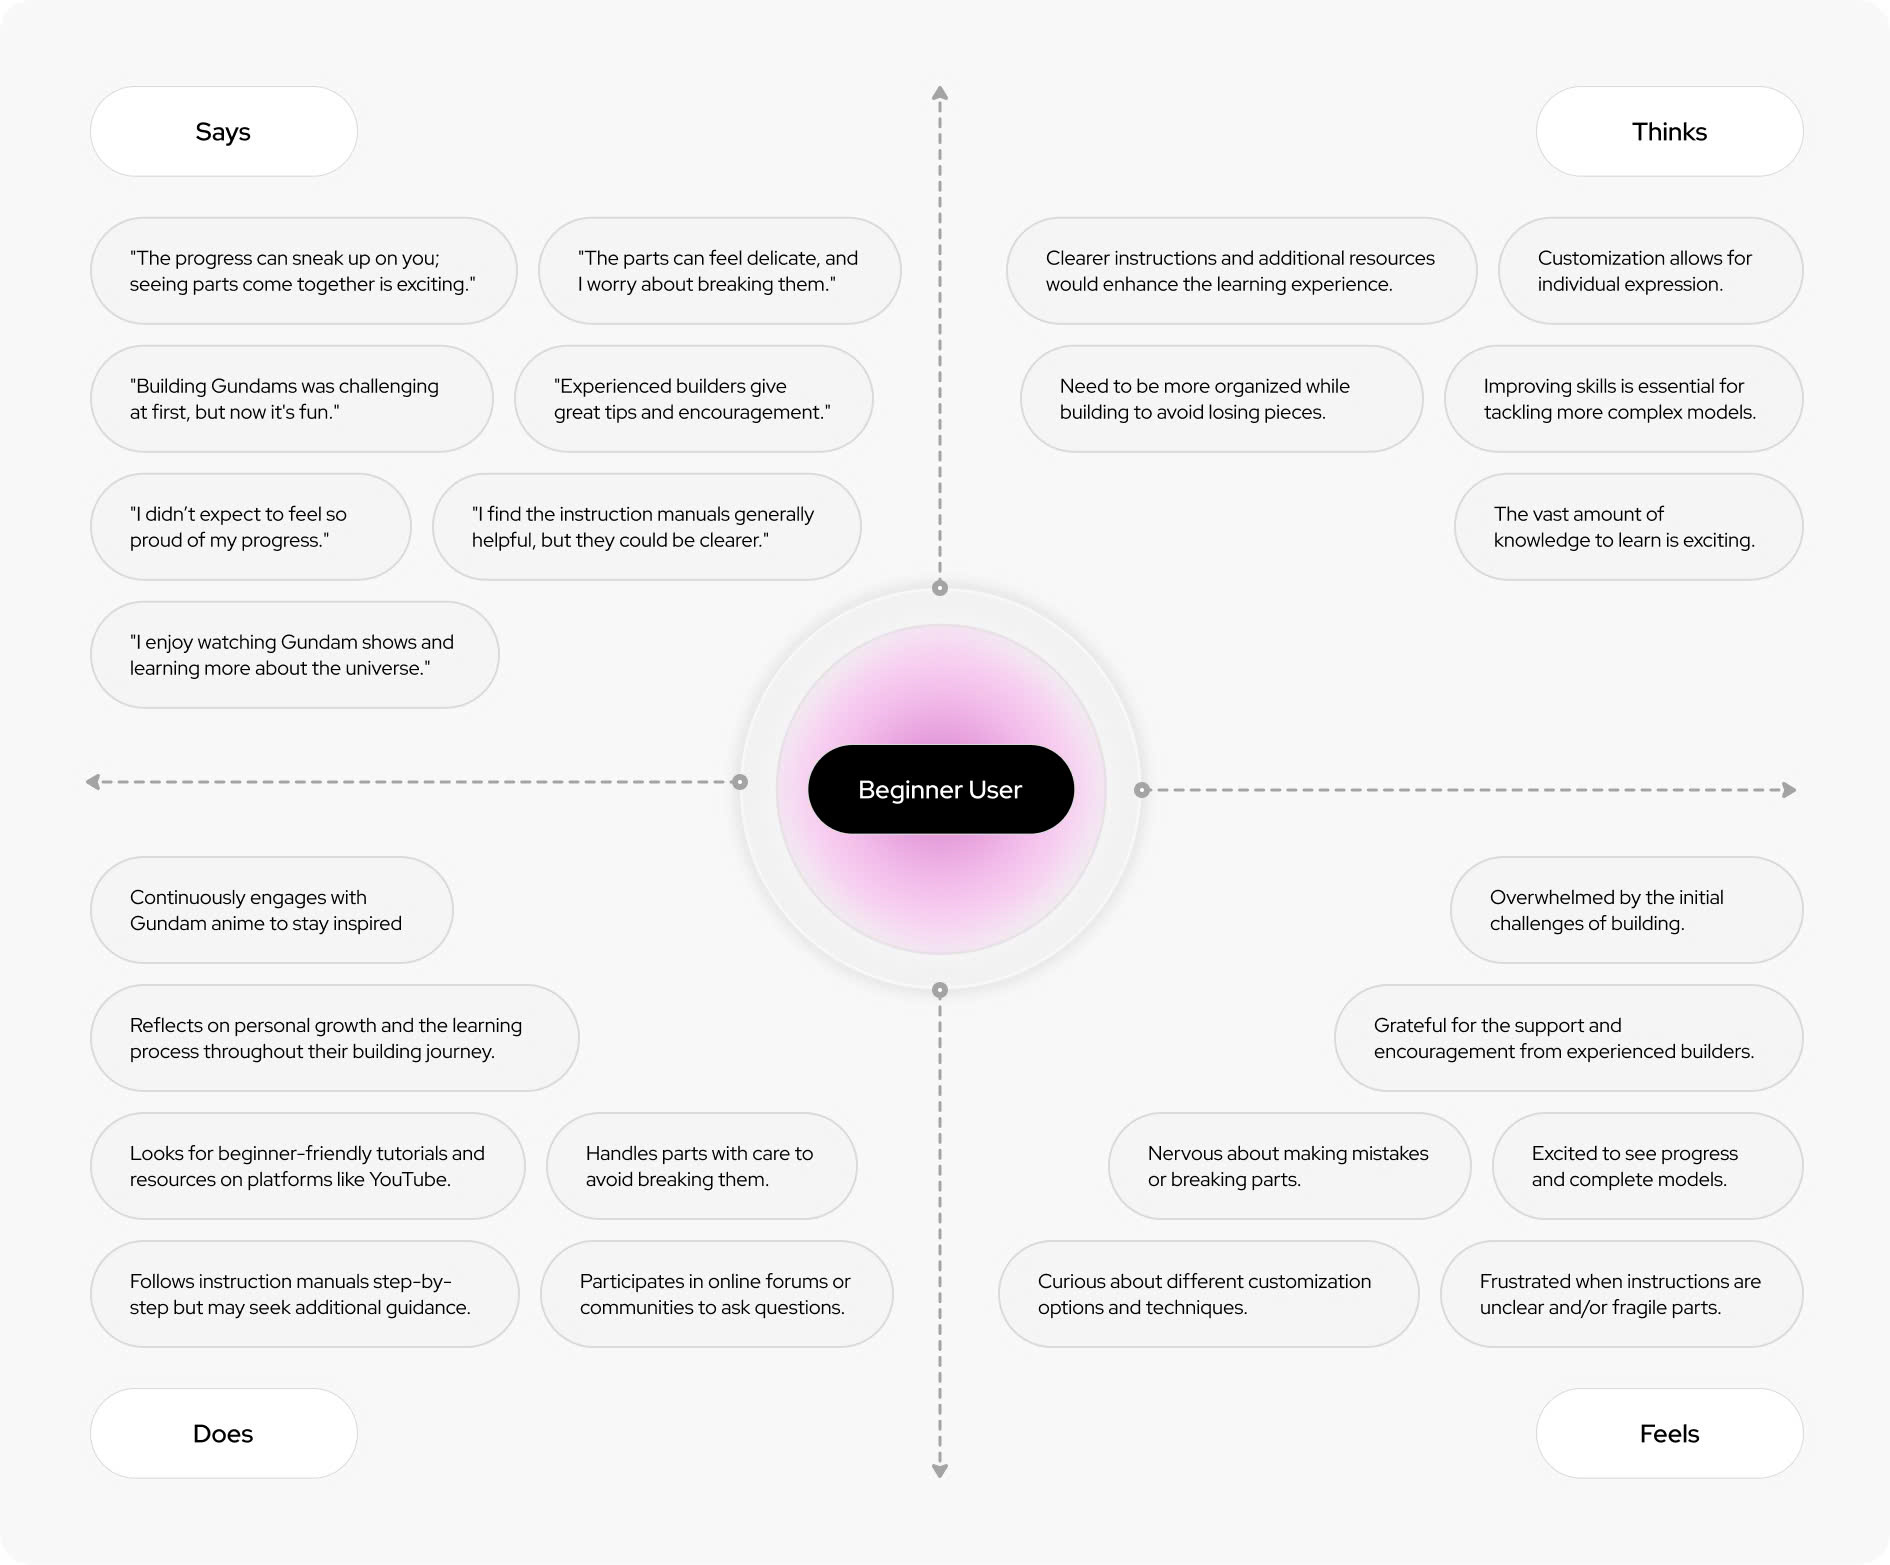 Says
"The progress can sneak up on you;
seeing parts come together is exciting."
"The parts can feel delicate, and
I worry about breaking them."
"Building Gundams was challenging
at first, but now it's fun."
"Experienced builders give
great tips and encouragement."
"I didn’t expect to feel so
proud of my progress."
"I find the instruction manuals generally
helpful, but they could be clearer."
"I enjoy watching Gundam shows and
learning more about the universe."
Thinks
Clearer instructions and additional resources
would enhance the learning experience.
Customization allows for
individual expression.
Need to be more organized while
building to avoid losing pieces.
Improving skills is essential for
tackling more complex models.
The vast amount of
knowledge to learn is exciting.
Beginner User
Continuously engages with
Gundam anime to stay inspired
Reflects on personal growth and the learning
process throughout their building journey.
Looks for beginner-friendly tutorials and
resources on platforms like YouTube.
Handles parts with care to
avoid breaking them.
Follows instruction manuals step-by-
step but may seek additional guidance.
Participates in online forums or
communities to ask questions.
Does
Overwhelmed by the initial
challenges of building.
Grateful for the support and
encouragement from experienced builders.
Nervous about making mistakes
or breaking parts.
Excited to see progress
and complete models.
Curious about different customization
options and techniques.
Frustrated when instructions are
unclear and/or fragile parts.
Feels